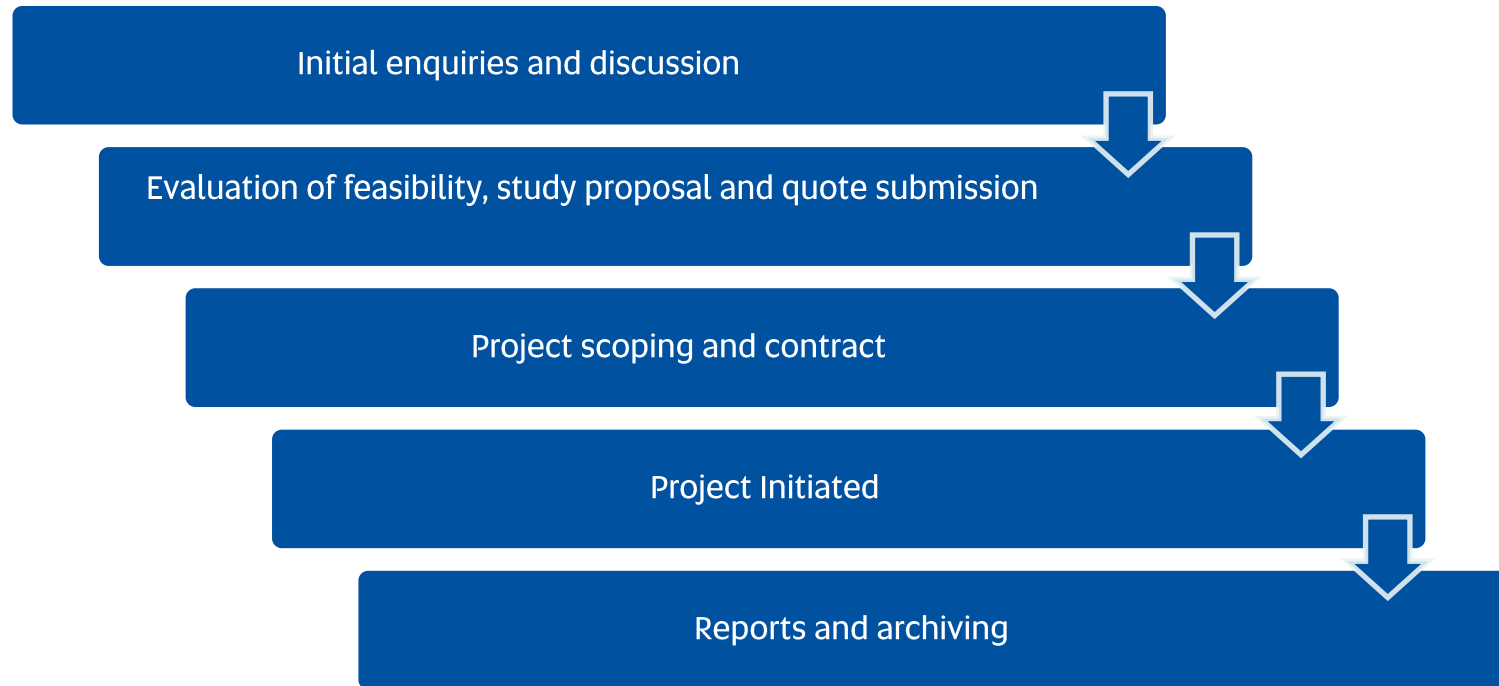 Initial enquiries and discussion
Evaluation of feasibility, study proposal and quote submission
Project scoping and contract
Project Initiated
Reports and archiving